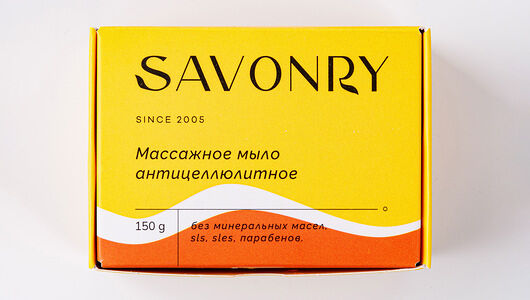 SAVONRY
SINCE 2005
Массажное мыло
антицеллюлитное
150 g
без минеральных масел,
sls, sles, парабенов.